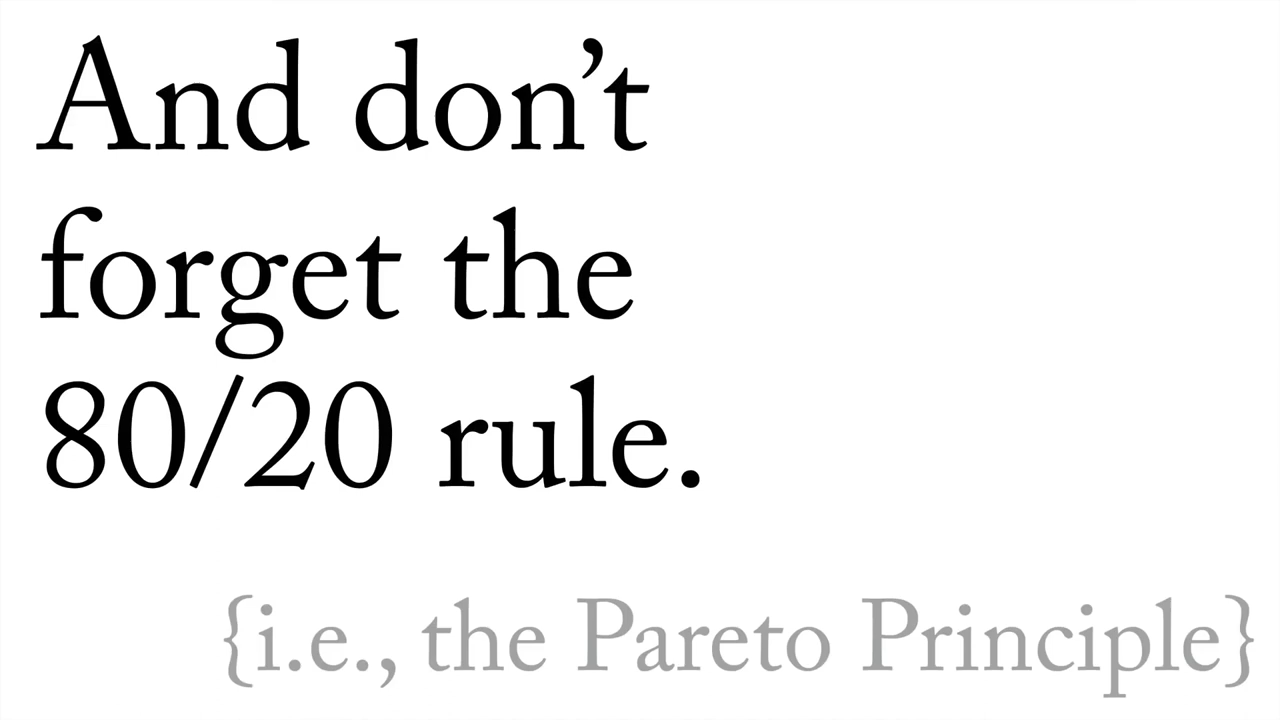 And don’t
forget the
80/20 rule.
{i.e., the Pareto Principle}